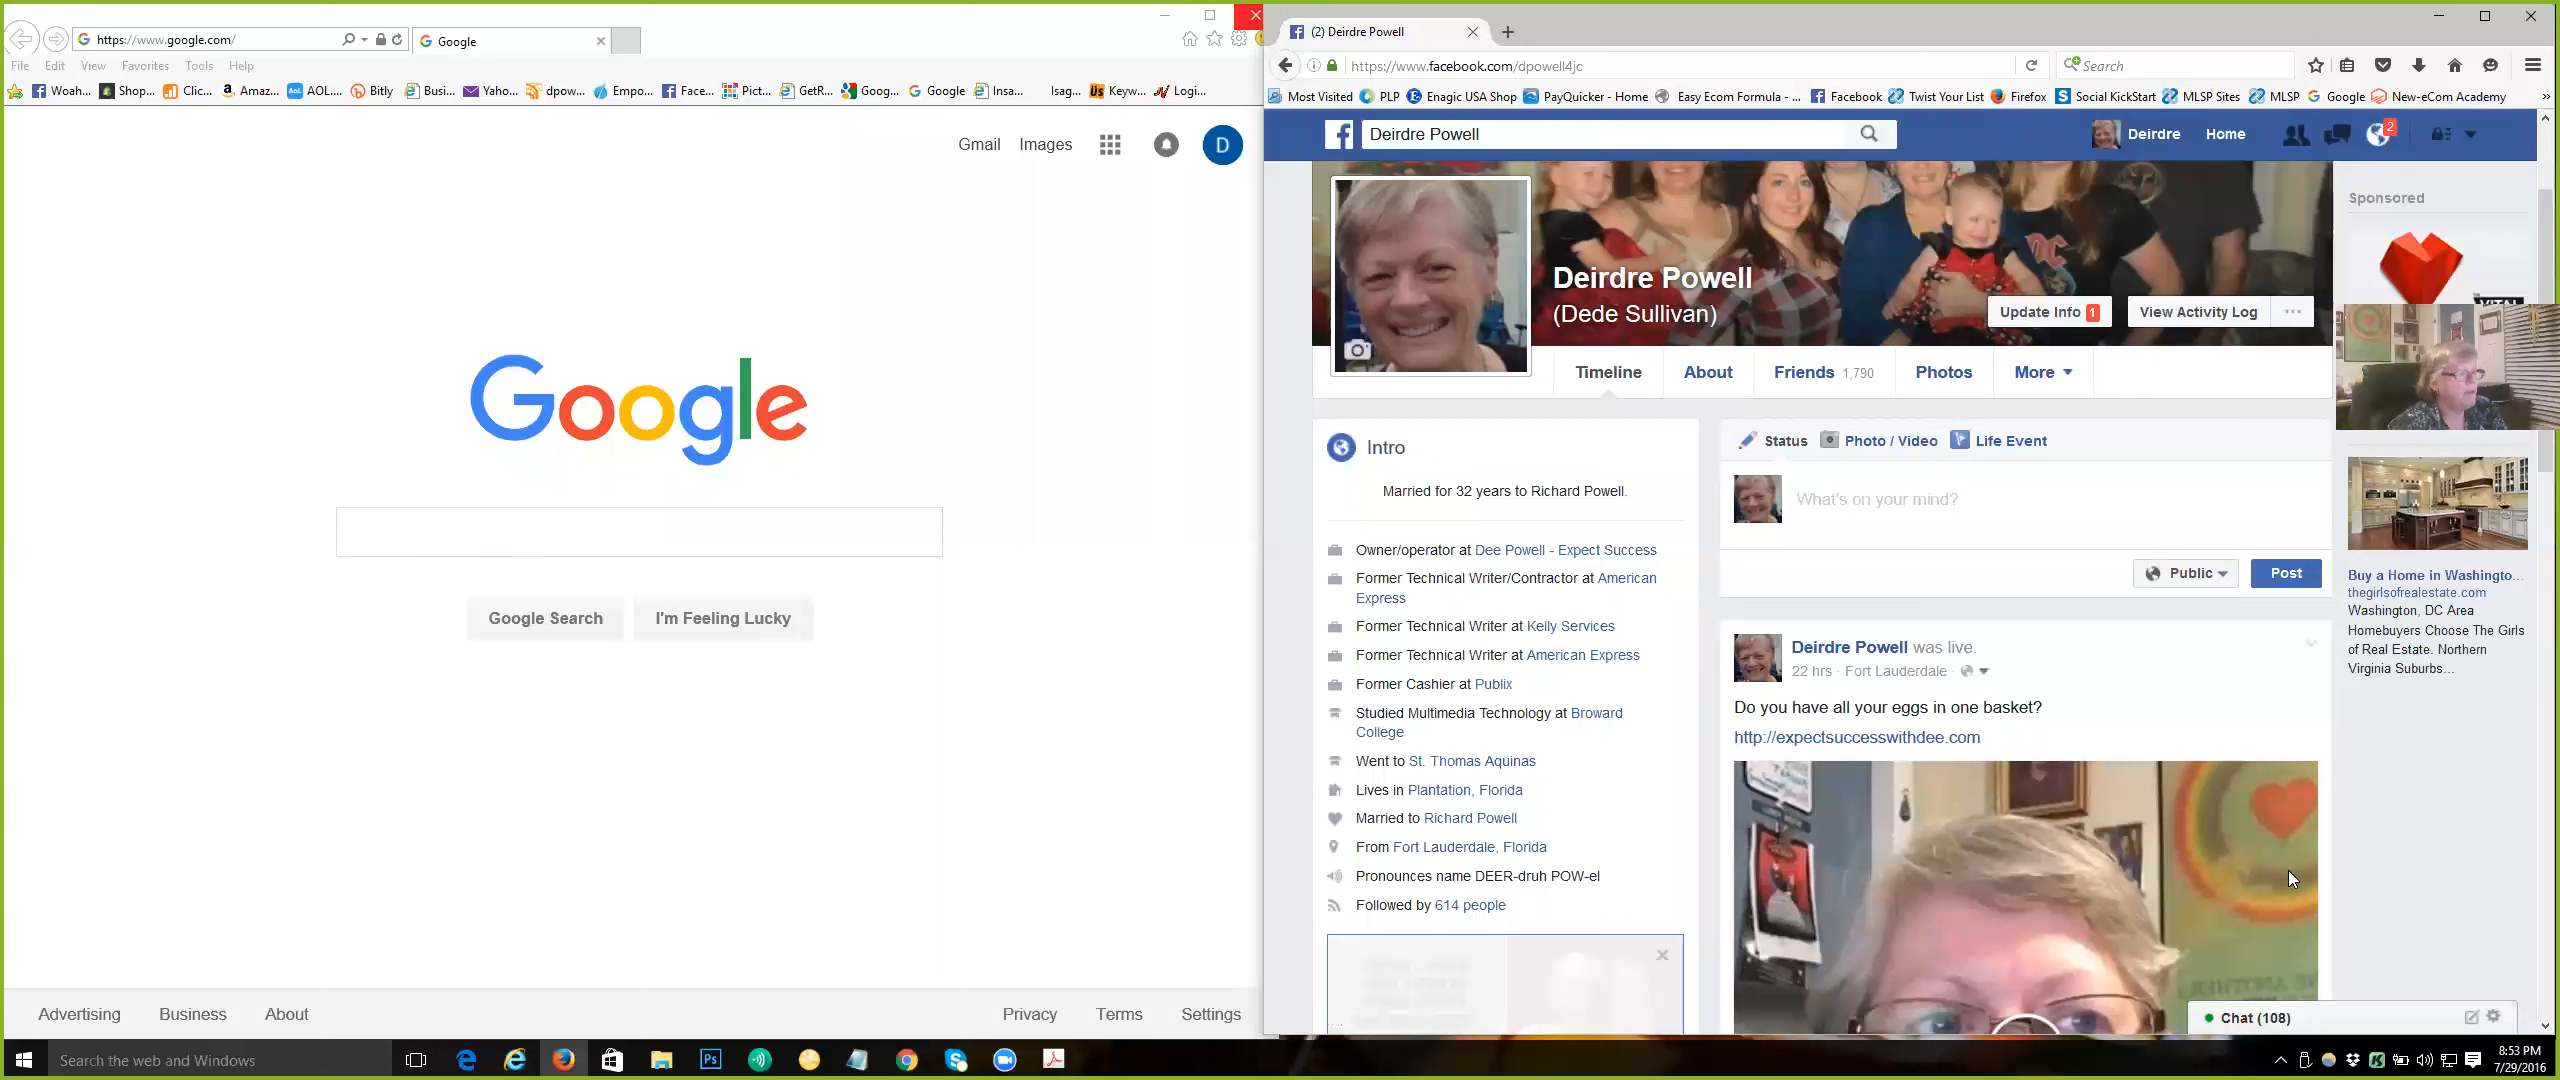 https://www.google.com/
Google
File Edit View Favorites Tools Help
Woah... Shop... Clic... Amaz... AOL.... Bitly Busi... Yaho... dpow... Empo... Face... Pict... GetR... Goog... Google Insa... Isag... Keyw... Logi...
Gmail Images
D
Google
Google Search
I'm Feeling Lucky
Advertising Business About
Privacy Terms Settings
(2) Deirdre Powell
https://www.facebook.com/dpowell4jc
Search
Most Visited PLP Enagic USA Shop PayQuicker - Home Easy Ecom Formula - ... Facebook Twist Your List Firefox Social KickStart MLSP Sites MLSP Google New-eCom Academy
Deirdre Powell
Deirdre Home 2
Deirdre Powell
(Dede Sullivan)
Update Info 1
View Activity Log ...
Timeline About Friends 1,790 Photos More
Intro
Married for 32 years to Richard Powell.
Owner/operator at Dee Powell - Expect Success
Former Technical Writer/Contractor at American
Express
Former Technical Writer at Kelly Services
Former Technical Writer at American Express
Former Cashier at Publix
Studied Multimedia Technology at Broward
College
Went to St. Thomas Aquinas
Lives in Plantation, Florida
Married to Richard Powell
From Fort Lauderdale, Florida
Pronounces name DEER-druh POW-el
Followed by 614 people
Status Photo / Video Life Event
What's on your mind?
Public Post
Deirdre Powell was live.
22 hrs · Fort Lauderdale ·
Do you have all your eggs in one basket?
http://expectsuccesswithdee.com
Sponsored
Buy a Home in Washingto...
thegirlsofrealestate.com
Washington, DC Area
Homebuyers Choose The Girls
of Real Estate. Northern
Virginia Suburbs...
Chat (108)
Search the web and Windows
Ps
8:53 PM
7/29/2016